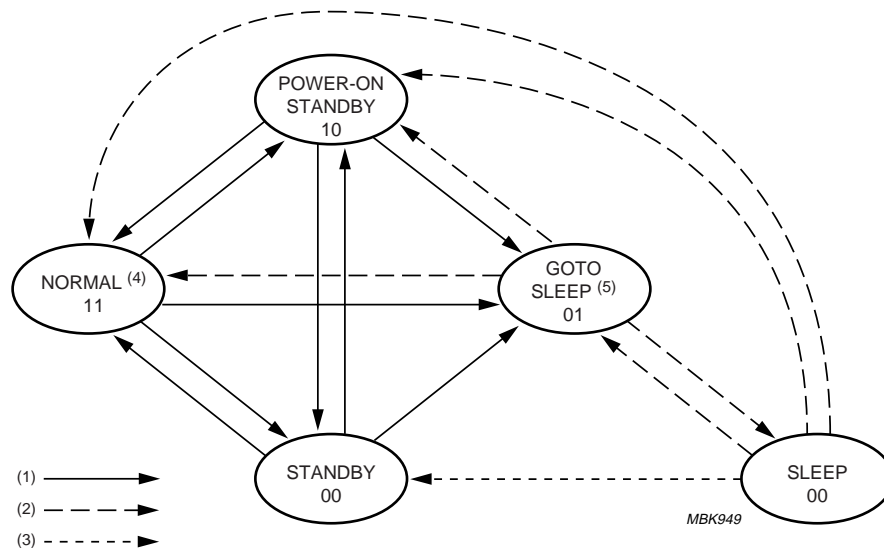 POWER-ON
STANDBY
10
NORMAL (4)
11
GOTO
SLEEP (5)
01
STANDBY
00
SLEEP
00
(1)
(2)
(3)
MBK949